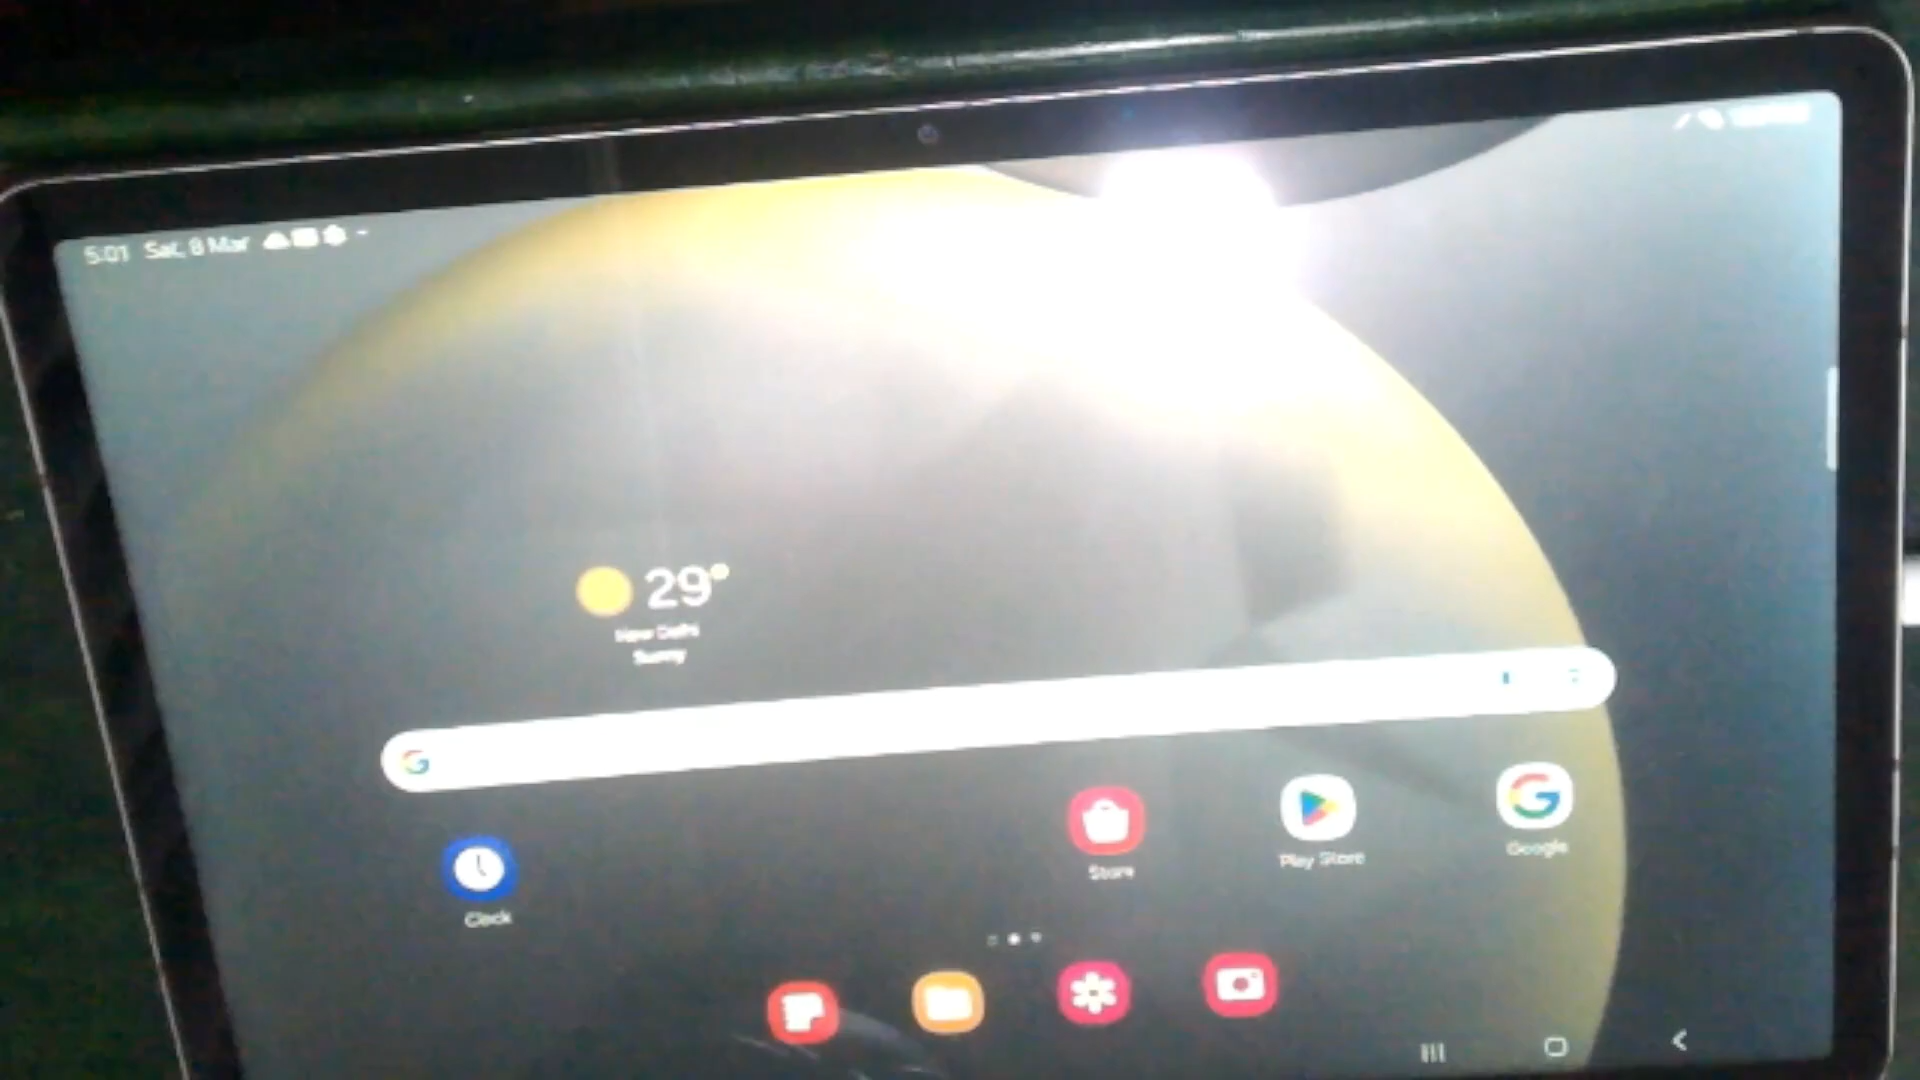 5:01 Sat, 8 Mar
29°
New Delhi
Sunny
Store
Play Store
Google
Clock